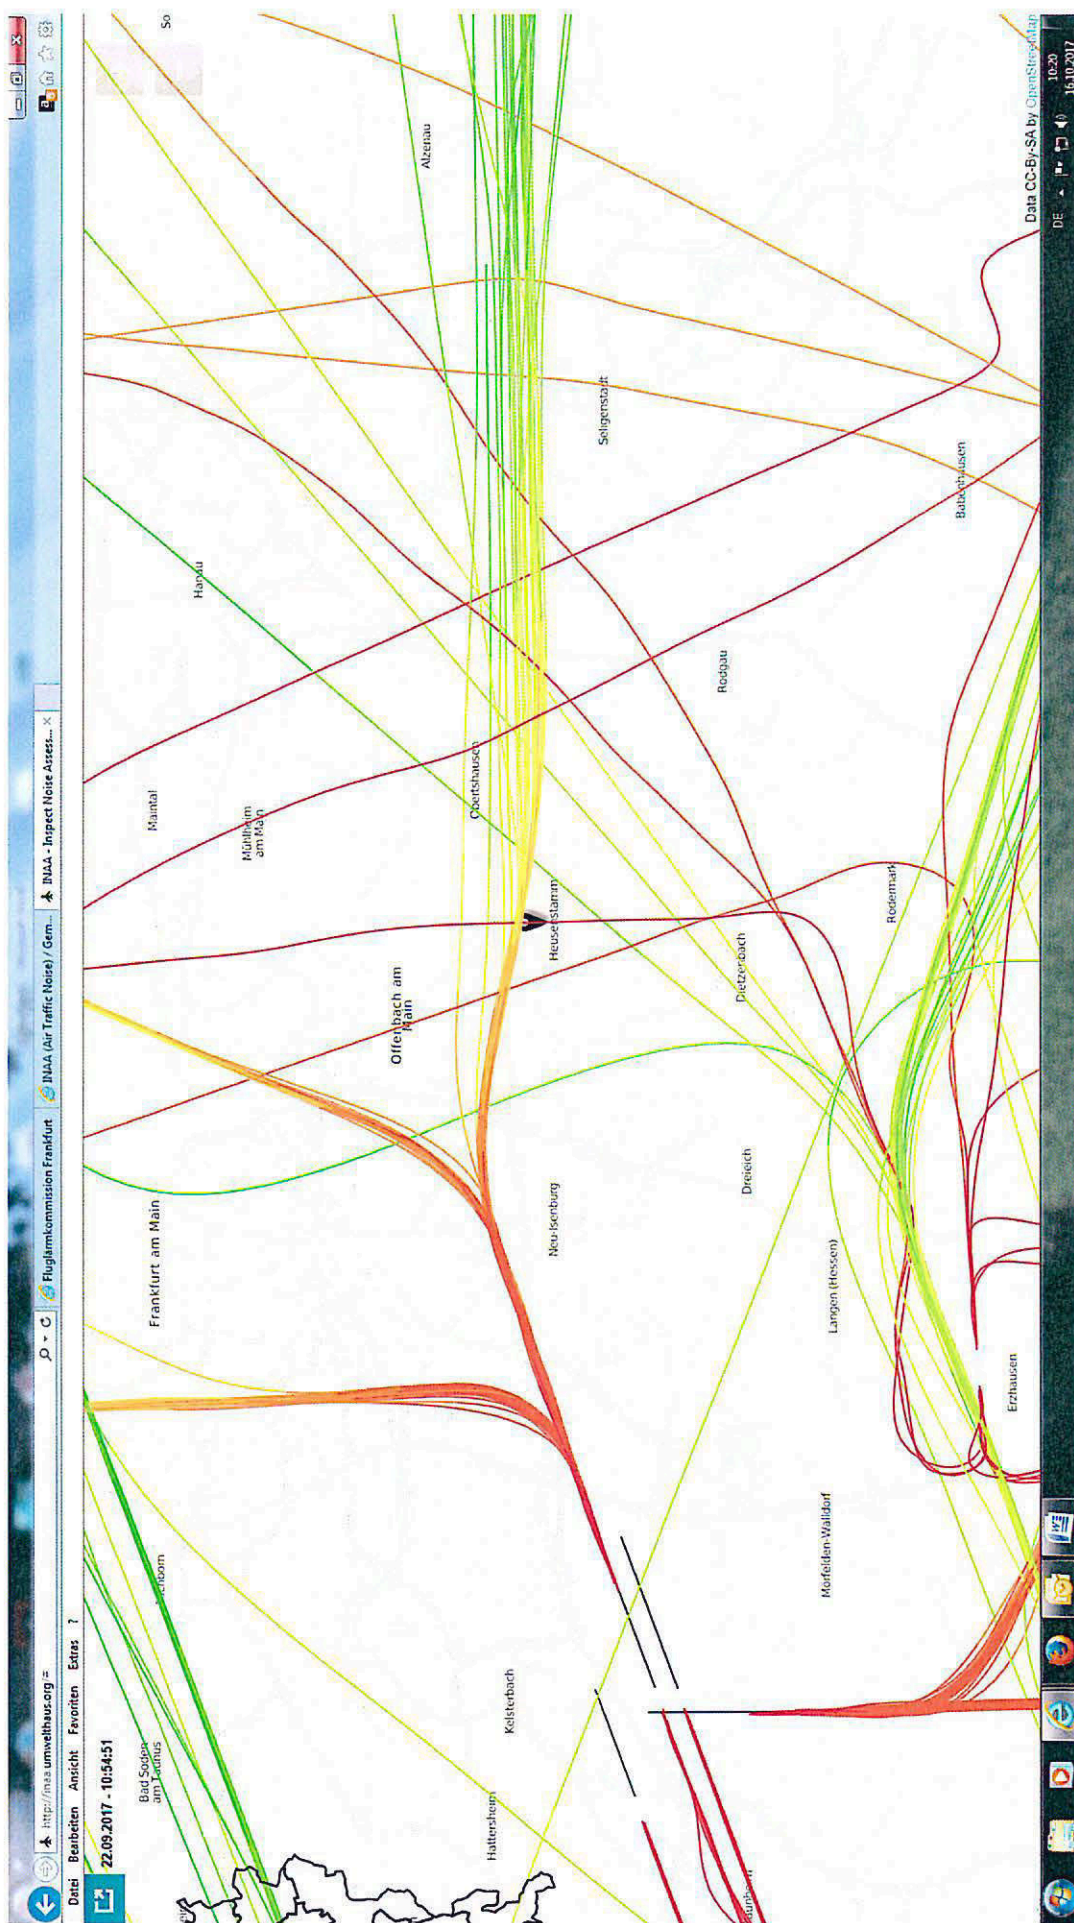 http://inaa.umwelthaus.org/
Fluglärmkommission Frankfurt
INAA (Air Traffic Noise) / Gem...
INAA - Inspect Noise Assess...
Datei Bearbeiten Ansicht Favoriten Extras ?
22.09.2017 - 10:54:51
So
Bad Soden
am Taunus
Frankfurt am Main
Maintal
Hanau
Mühlheim
am Main
Offenbach am
Main
Alzenau
Obertshausen
Hattersheim
Kelsterbach
Neu-Isenburg
Heusenstamm
Seligenstadt
Dreieich
Dietzenbach
Rodgau
Mörfelden-Walldorf
Langen (Hessen)
Rödermark
Babenhausen
Erzhausen
Data CC-By-SA by OpenStreetMap
DE
10:20
16.10.2017